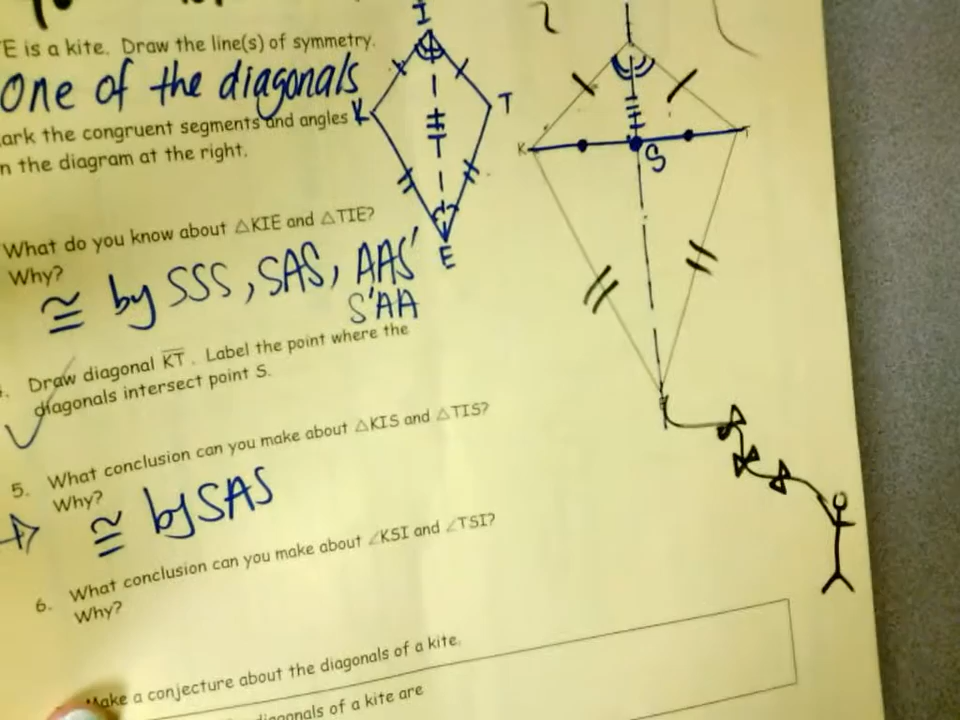 E is a kite. Draw the line(s) of symmetry.
One of the diagonals
ark the congruent segments and angles
n the diagram at the right.
I
K
T
E
What do you know about △KIE and △TIE?
Why?
≅ by SSS, SAS, AAS'
S'AA
Draw diagonal KT. Label the point where the
diagonals intersect point S.
K
S
5. What conclusion can you make about △KIS and △TIS?
Why?
≅ by SAS
6. What conclusion can you make about ∠KSI and ∠TSI?
Why?
Make a conjecture about the diagonals of a kite.
diagonals of a kite are